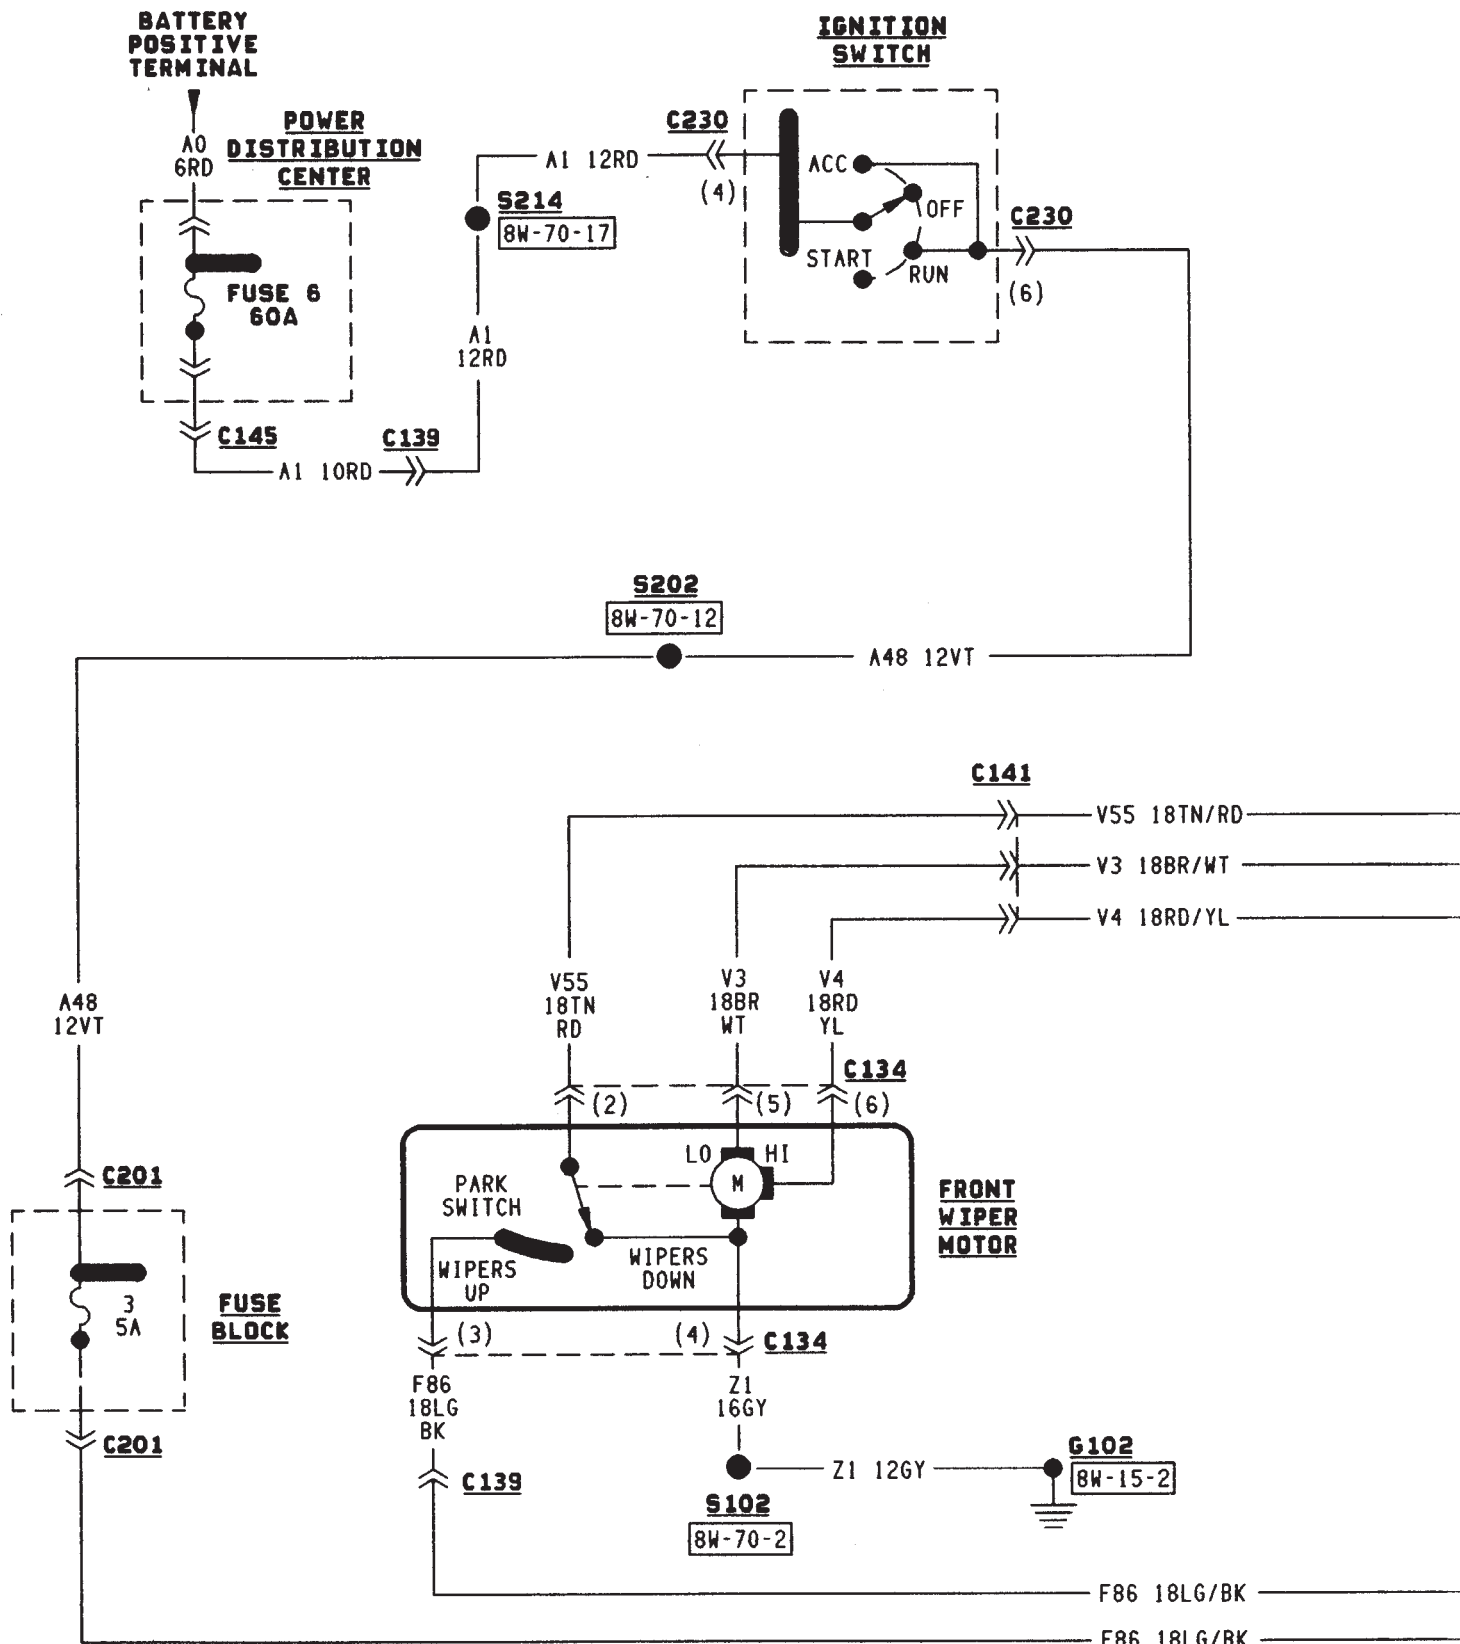 BATTERY
POSITIVE
TERMINAL
IGNITION
SWITCH
A0
6RD
POWER
DISTRIBUTION
CENTER
C230
A1 12RD
(4)
ACC
OFF
START
RUN
C230
(6)
S214
8W-70-17
FUSE 6
60A
A1
12RD
C145
C139
A1 10RD
S202
8W-70-12
A48 12VT
C141
V55 18TN/RD
V3 18BR/WT
V4 18RD/YL
A48
12VT
V55
18TN
RD
V3
18BR
WT
V4
18RD
YL
C134
(2)
(5)
(6)
C201
LO
HI
M
PARK
SWITCH
WIPERS
UP
WIPERS
DOWN
FRONT
WIPER
MOTOR
3
5A
FUSE
BLOCK
(3)
(4)
C134
F86
18LG
BK
Z1
16GY
C201
C139
Z1 12GY
G102
8W-15-2
S102
8W-70-2
F86 18LG/BK
F86 18LG/BK